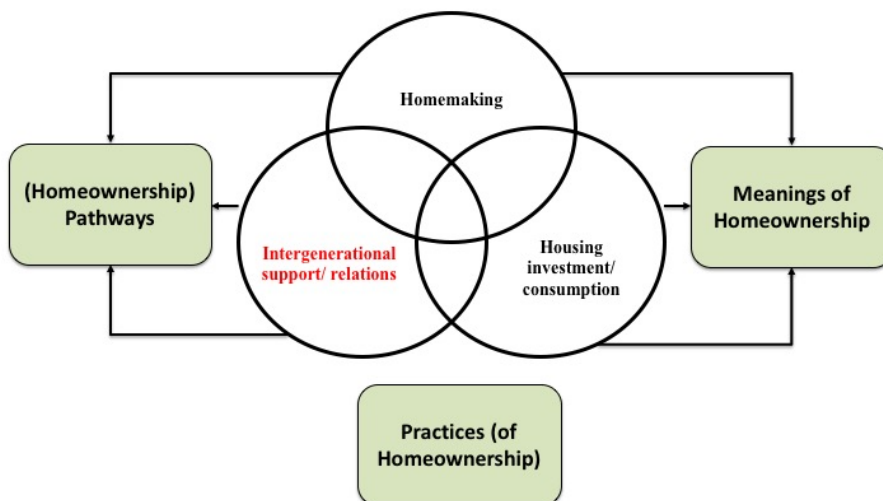 Homemaking
(Homeownership)
Pathways
Meanings of
Homeownership
Intergenerational
support/ relations
Housing
investment/
consumption
Practices (of
Homeownership)